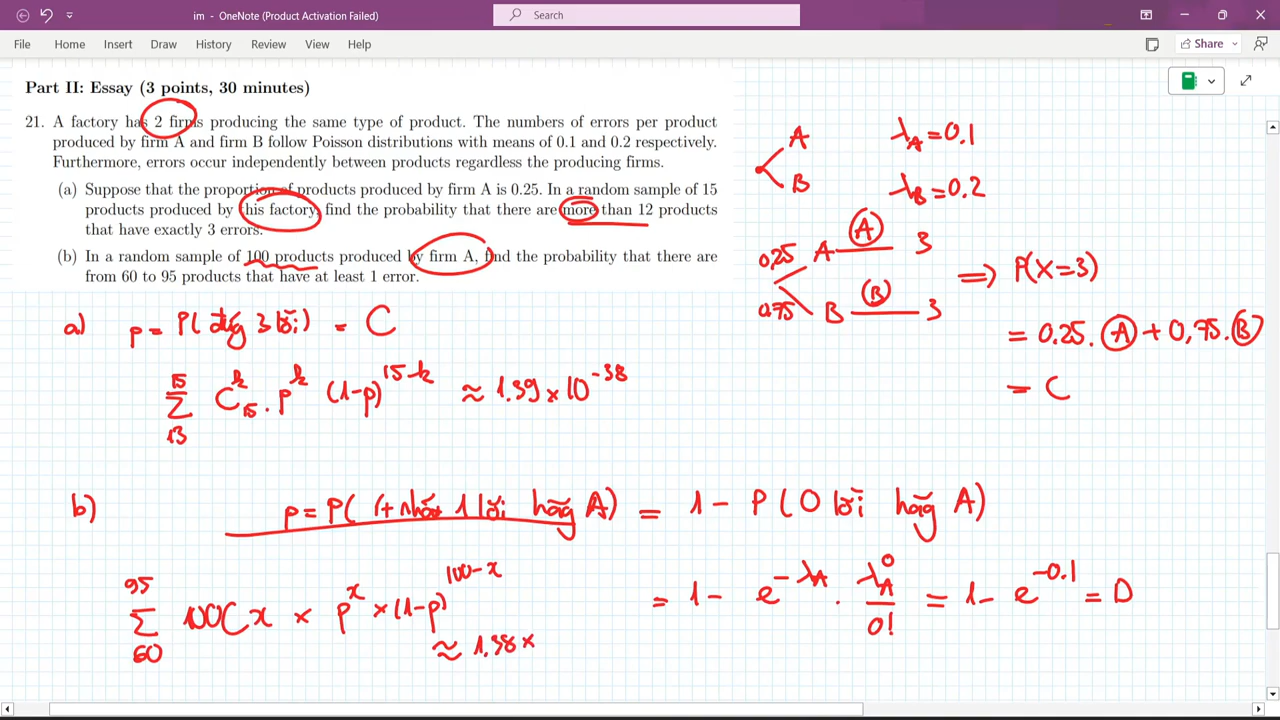 im - OneNote (Product Activation Failed)
Search
File Home Insert Draw History Review View Help
Share
Part II: Essay (3 points, 30 minutes)
21. A factory has 2 firms producing the same type of product. The numbers of errors per product
produced by firm A and firm B follow Poisson distributions with means of 0.1 and 0.2 respectively.
Furthermore, errors occur independently between products regardless the producing firms.
(a) Suppose that the proportion of products produced by firm A is 0.25. In a random sample of 15
products produced by this factory, find the probability that there are more than 12 products
that have exactly 3 errors.
(b) In a random sample of 100 products produced by firm A, find the probability that there are
from 60 to 95 products that have at least 1 error.
A λA = 0.1
B λB = 0.2
0,25 A (A) 3
0.75 B (B) 3
=> P(X=3)
= 0.25. (A) + 0,75. (B)
= C
a) p = P( đúg 3 lỗi ) = C
15 Σ 13 C k 15 . p^k (1-p)^15-k ≈ 1.39 × 10^-38
b) p = P( ít nhất 1 lỗi hãg A) = 1 - P ( 0 lỗi hãg A)
= 1 - e^-λA . λA^0 / 0! = 1 - e^-0.1 = D
95 Σ 60 100Cx × p^x × (1-p)^100-x
≈ 1,38 ×